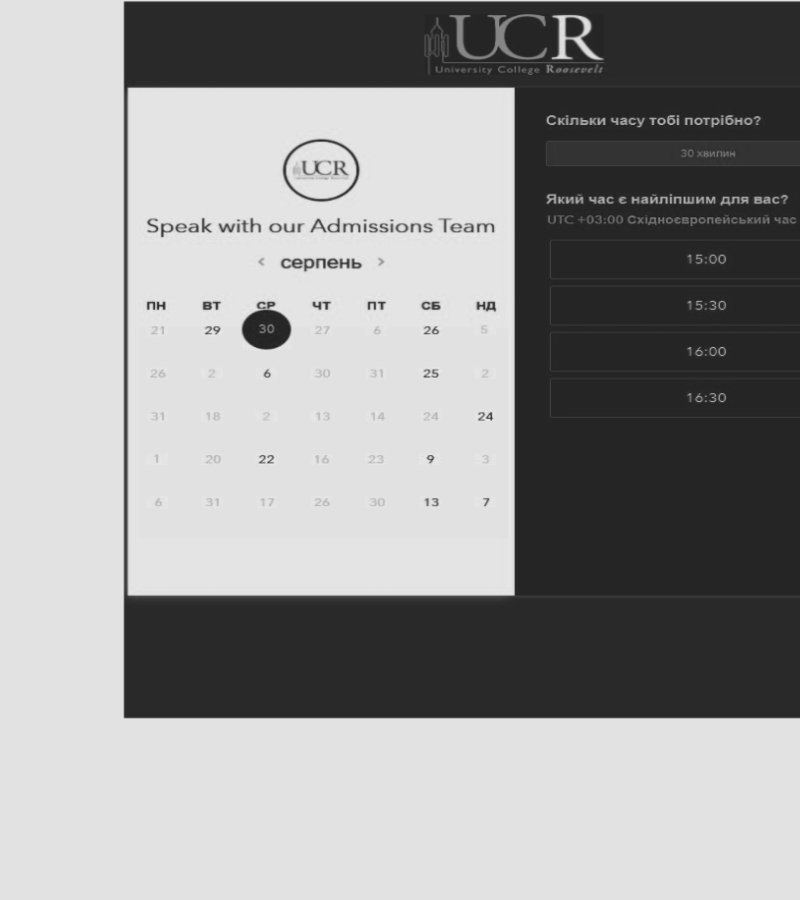 UCR
University College Roosevelt
UCR
Speak with our Admissions Team
< серпень >
ПН ВТ СР ЧТ ПТ СБ НД
21 29 30 27 6 26 5
26 2 6 30 31 25 2
31 18 2 13 14 24 24
1 20 22 16 23 9 3
6 31 17 26 30 13 7
Скільки часу тобі потрібно?
30 хвилин
Який час є найліпшим для вас?
UTC +03:00 Східноєвропейський час
15:00
15:30
16:00
16:30